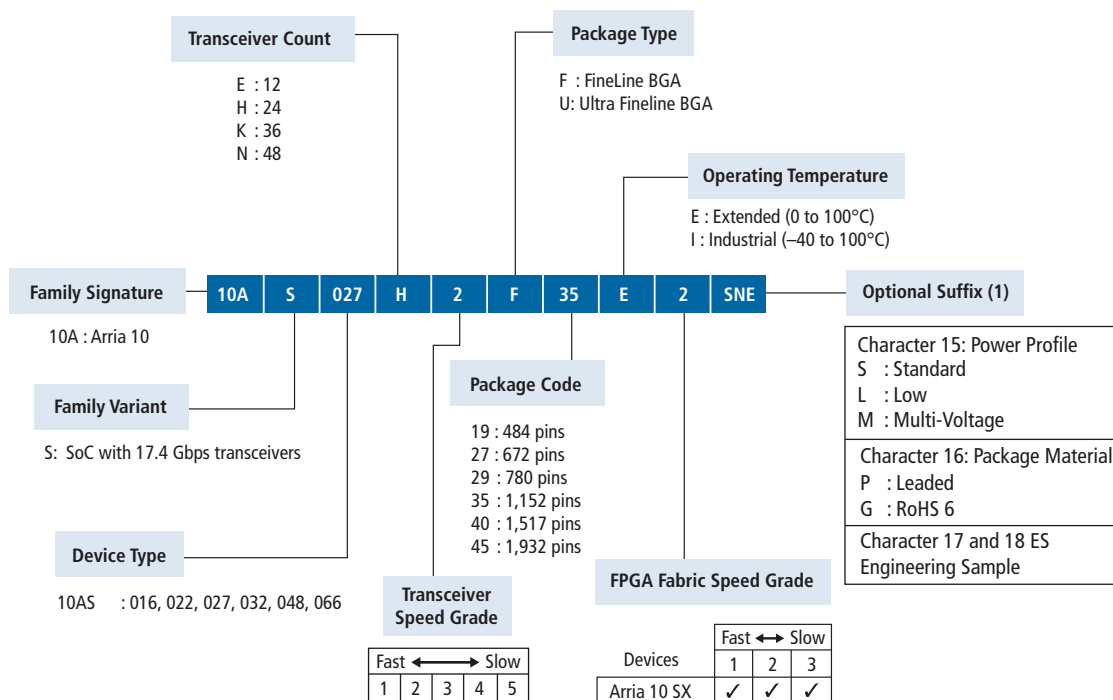 Transceiver Count
E : 12
H : 24
K : 36
N : 48
Package Type
F : FineLine BGA
U: Ultra Fineline BGA
Operating Temperature
E : Extended (0 to 100°C)
I : Industrial (–40 to 100°C)
Family Signature
10A S 027 H 2 F 35 E 2 SNE
Optional Suffix (1)
10A : Arria 10
Character 15: Power Profile
S : Standard
L : Low
M : Multi-Voltage
Character 16: Package Material
P : Leaded
G : RoHS 6
Character 17 and 18 ES
Engineering Sample
Family Variant
S: SoC with 17.4 Gbps transceivers
Package Code
19 : 484 pins
27 : 672 pins
29 : 780 pins
35 : 1,152 pins
40 : 1,517 pins
45 : 1,932 pins
Device Type
10AS : 016, 022, 027, 032, 048, 066
Transceiver
Speed Grade
Fast ⟷ Slow
1 2 3 4 5
FPGA Fabric Speed Grade
Fast ⟷ Slow
Devices 1 2 3
Arria 10 SX ✓ ✓ ✓